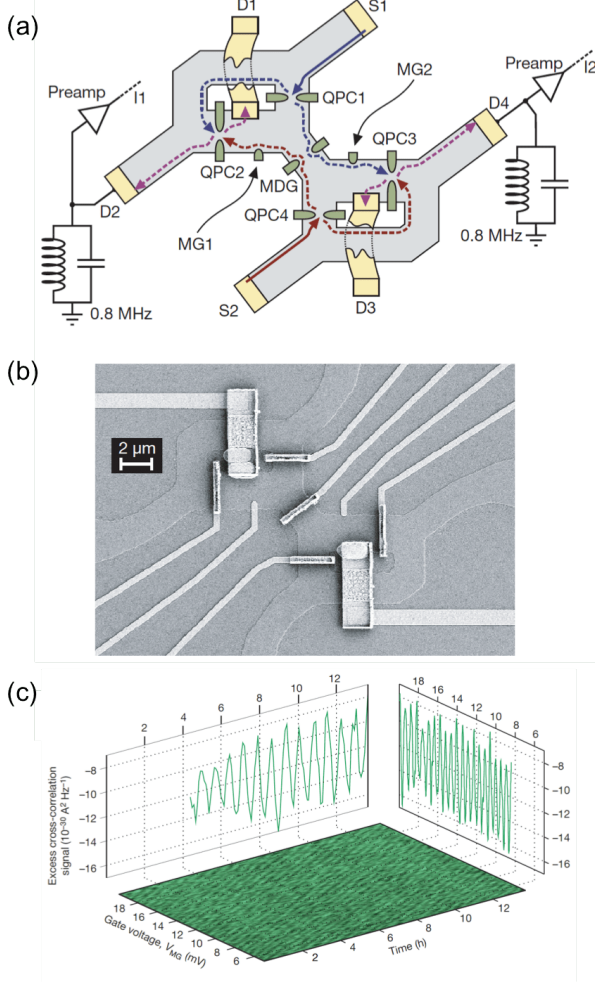 (a)
D1
S1
Preamp
I1
QPC1
MG2
Preamp
I2
D4
QPC3
QPC2
MDG
D2
MG1
QPC4
0.8 MHz
S2
D3
0.8 MHz
(b)
2 μm
(c)
2 4 6 8 10 12
18 16 14 12 10 8 6
Excess cross-correlation
signal (10⁻³⁰ A² Hz⁻¹)
−8
−10
−12
−14
−16
−8
−10
−12
−14
−16
18 16 14 12 10 8 6
Gate voltage, V_MG (mV)
2 4 6 8 10 12
Time (h)